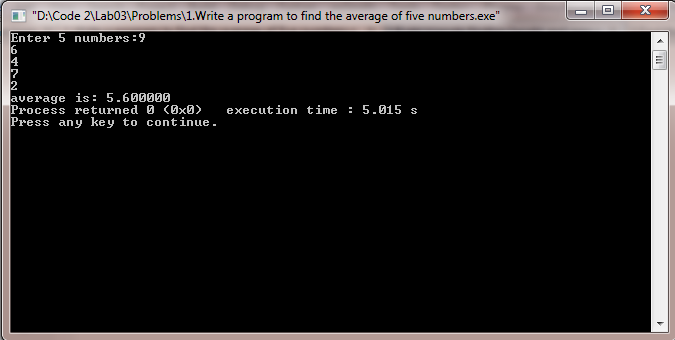 "D:\Code 2\Lab03\Problems\1.Write a program to find the average of five numbers.exe"
Enter 5 numbers:9
6
4
7
2
average is: 5.600000
Process returned 0 (0x0)   execution time : 5.015 s
Press any key to continue.